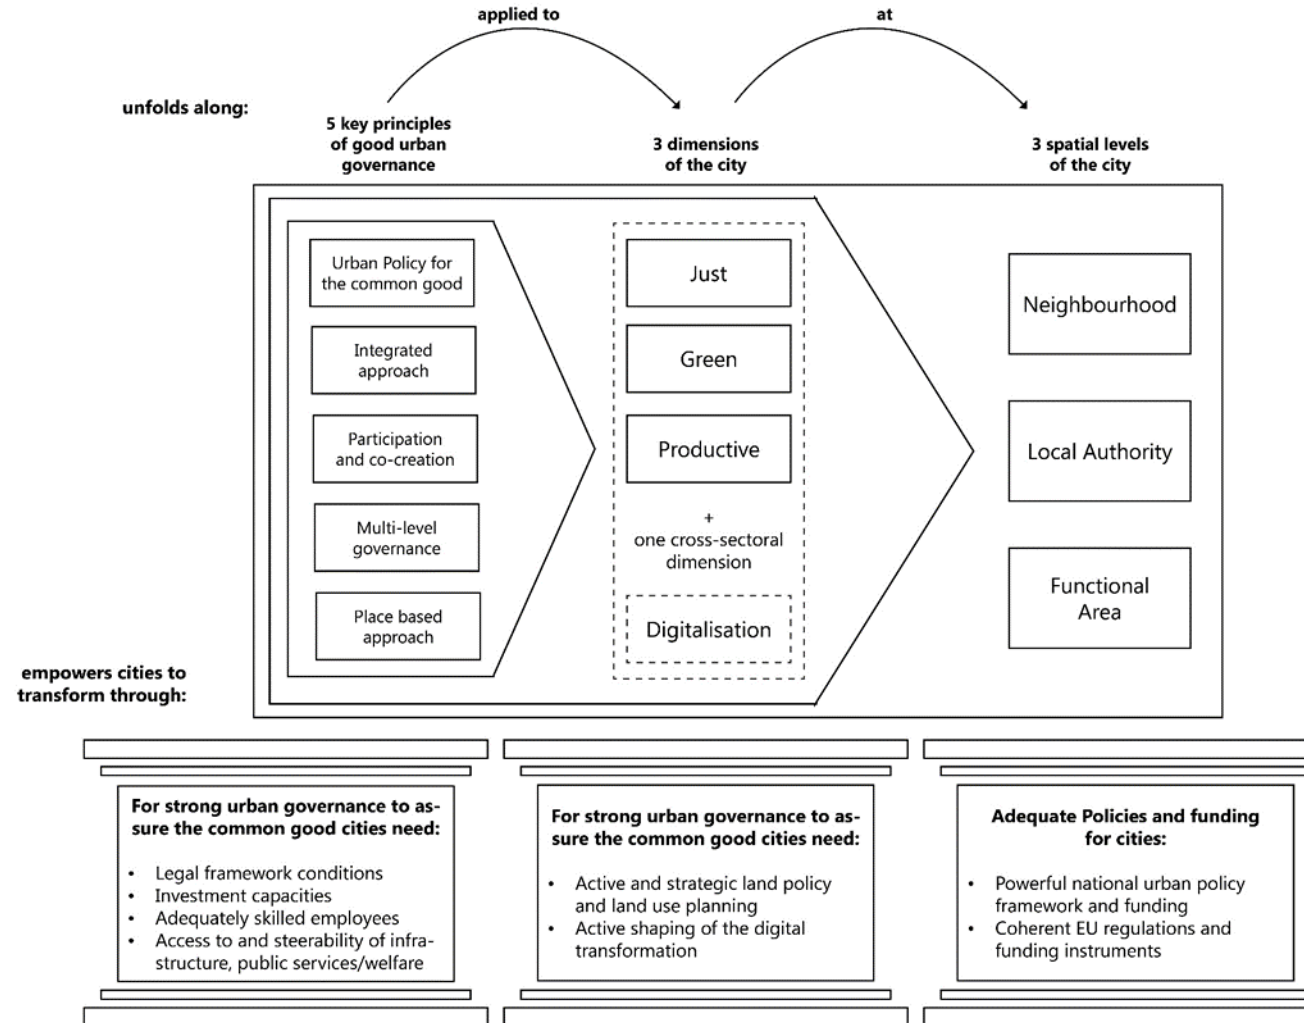 applied to
at
unfolds along:
5 key principles
of good urban
governance
3 dimensions
of the city
3 spatial levels
of the city
Urban Policy for
the common good
Integrated
approach
Participation
and co-creation
Multi-level
governance
Place based
approach
Just
Green
Productive
+
one cross-sectoral
dimension
Digitalisation
Neighbourhood
Local Authority
Functional
Area
empowers cities to
transform through:
For strong urban governance to as-
sure the common good cities need:
• Legal framework conditions
• Investment capacities
• Adequately skilled employees
• Access to and steerability of infra-
structure, public services/welfare
For strong urban governance to as-
sure the common good cities need:
• Active and strategic land policy
and land use planning
• Active shaping of the digital
transformation
Adequate Policies and funding
for cities:
• Powerful national urban policy
framework and funding
• Coherent EU regulations and
funding instruments